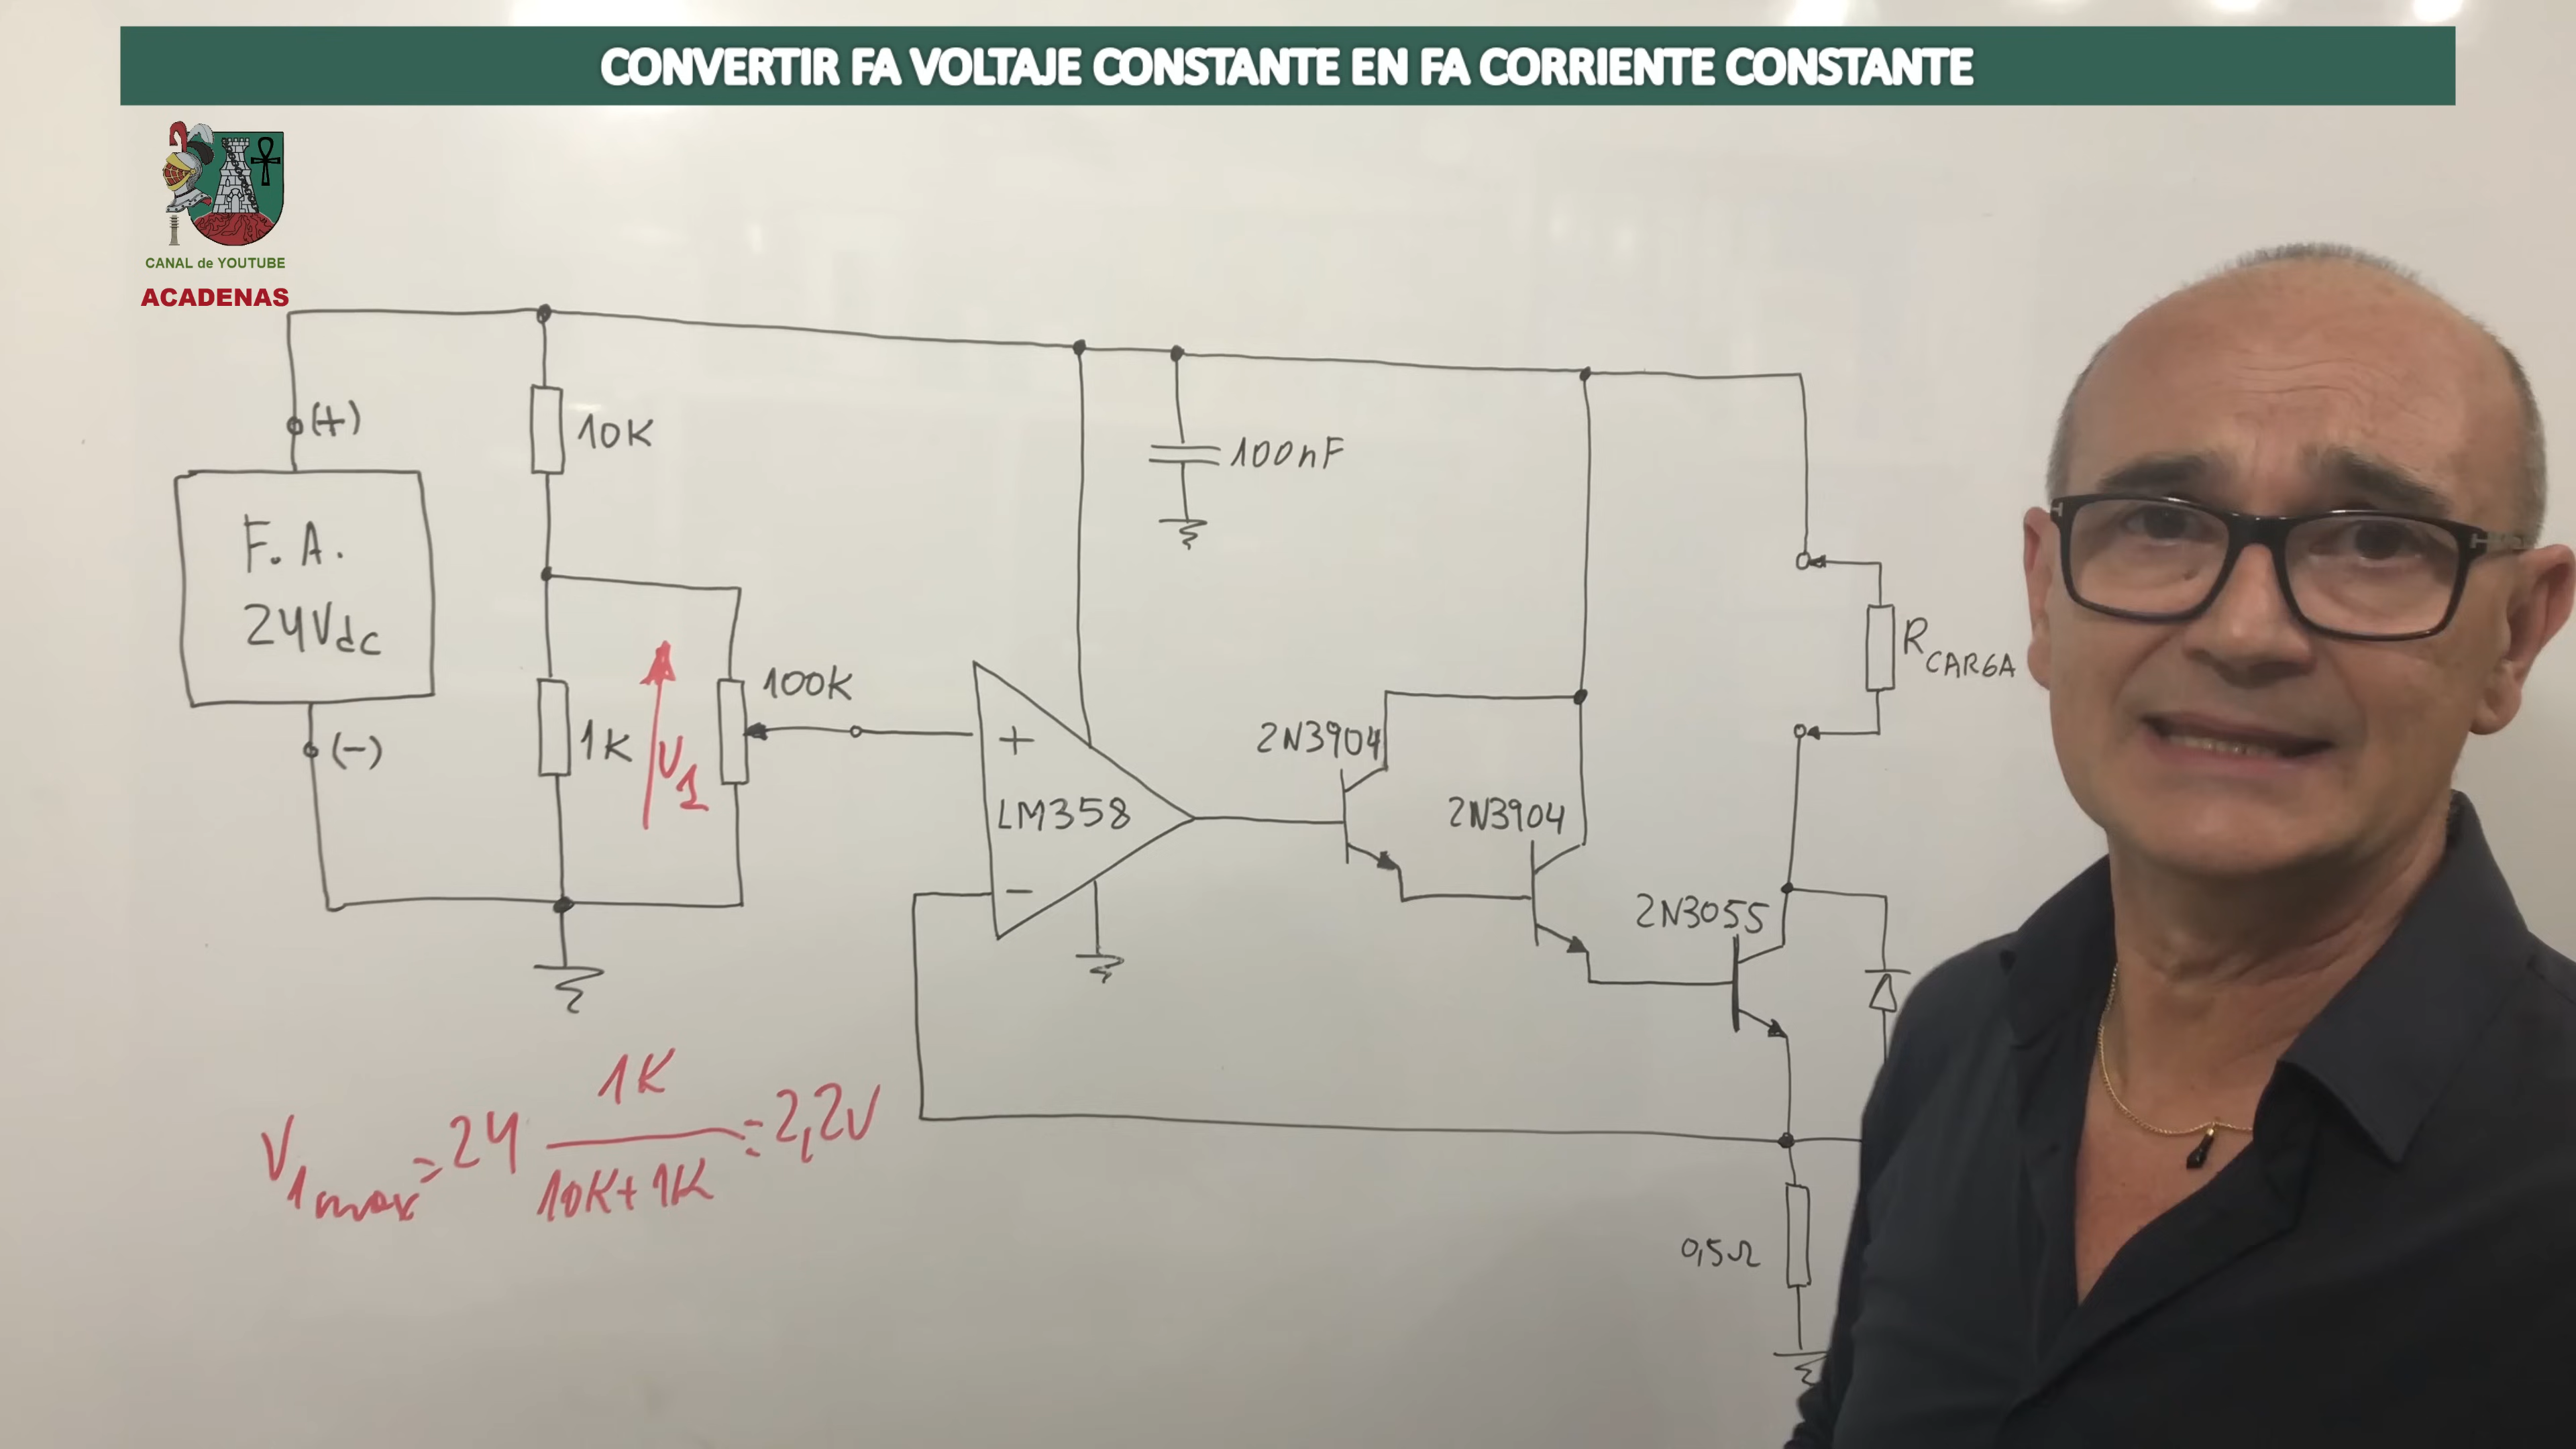 CONVERTIR FA VOLTAJE CONSTANTE EN FA CORRIENTE CONSTANTE
CANAL de YOUTUBE
ACADENAS
(+)
10K
100nF
F. A.
24Vdc
(-)
1K
V1
100K
+
LM358
-
2N3904
2N3904
2N3055
RCARGA
0,5Ω
V1max = 24 1K / 10K+1K = 2,2V